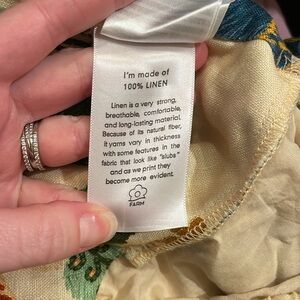 I'm made of
100% LINEN
Linen is a very strong,
breathable, comfortable,
and long-lasting material.
Because of its natural fiber,
it yarns vary in thickness
with some features in the
fabric that look like "slubs"
and as we print they
become more evident.
FARM